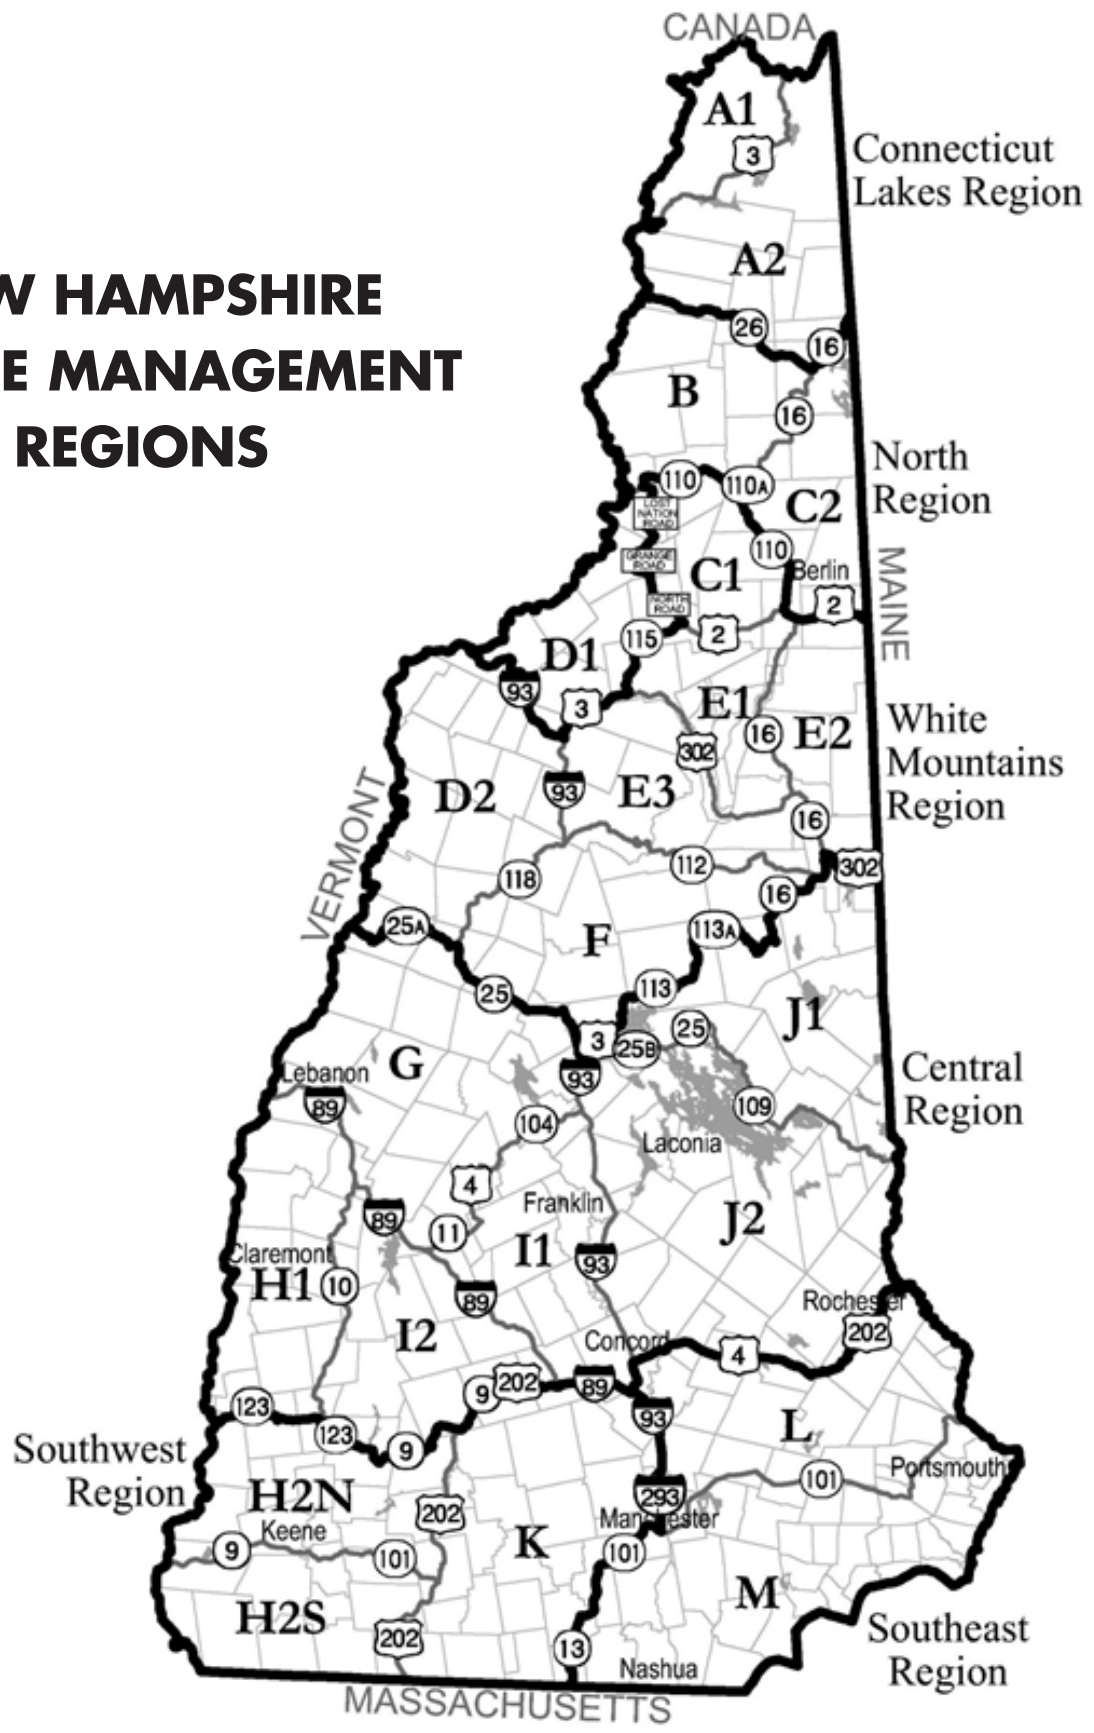 CANADA
A1
3
Connecticut
Lakes Region
A2
W HAMPSHIRE
E MANAGEMENT
REGIONS
26
16
B
16
North
Region
110
110A
C2
LOST
NATION
ROAD
110
GRANGE
ROAD
C1
Berlin
MAINE
NORTH
ROAD
2
115
2
D1
93
3
E1
16
E2
White
Mountains
Region
302
D2
93
E3
VERMONT
16
118
112
302
16
25A
113A
F
25
113
J1
3
25B
25
G
93
Lebanon
89
Central
Region
109
104
Laconia
4
Franklin
89
11
J2
I1
93
Claremont
H1
10
89
Rochester
202
I2
Concord
4
9
202
89
123
93
123
9
L
Southwest
Region
Portsmouth
101
H2N
293
202
Manchester
Keene
9
101
K
101
M
H2S
202
13
Southeast
Region
Nashua
MASSACHUSETTS